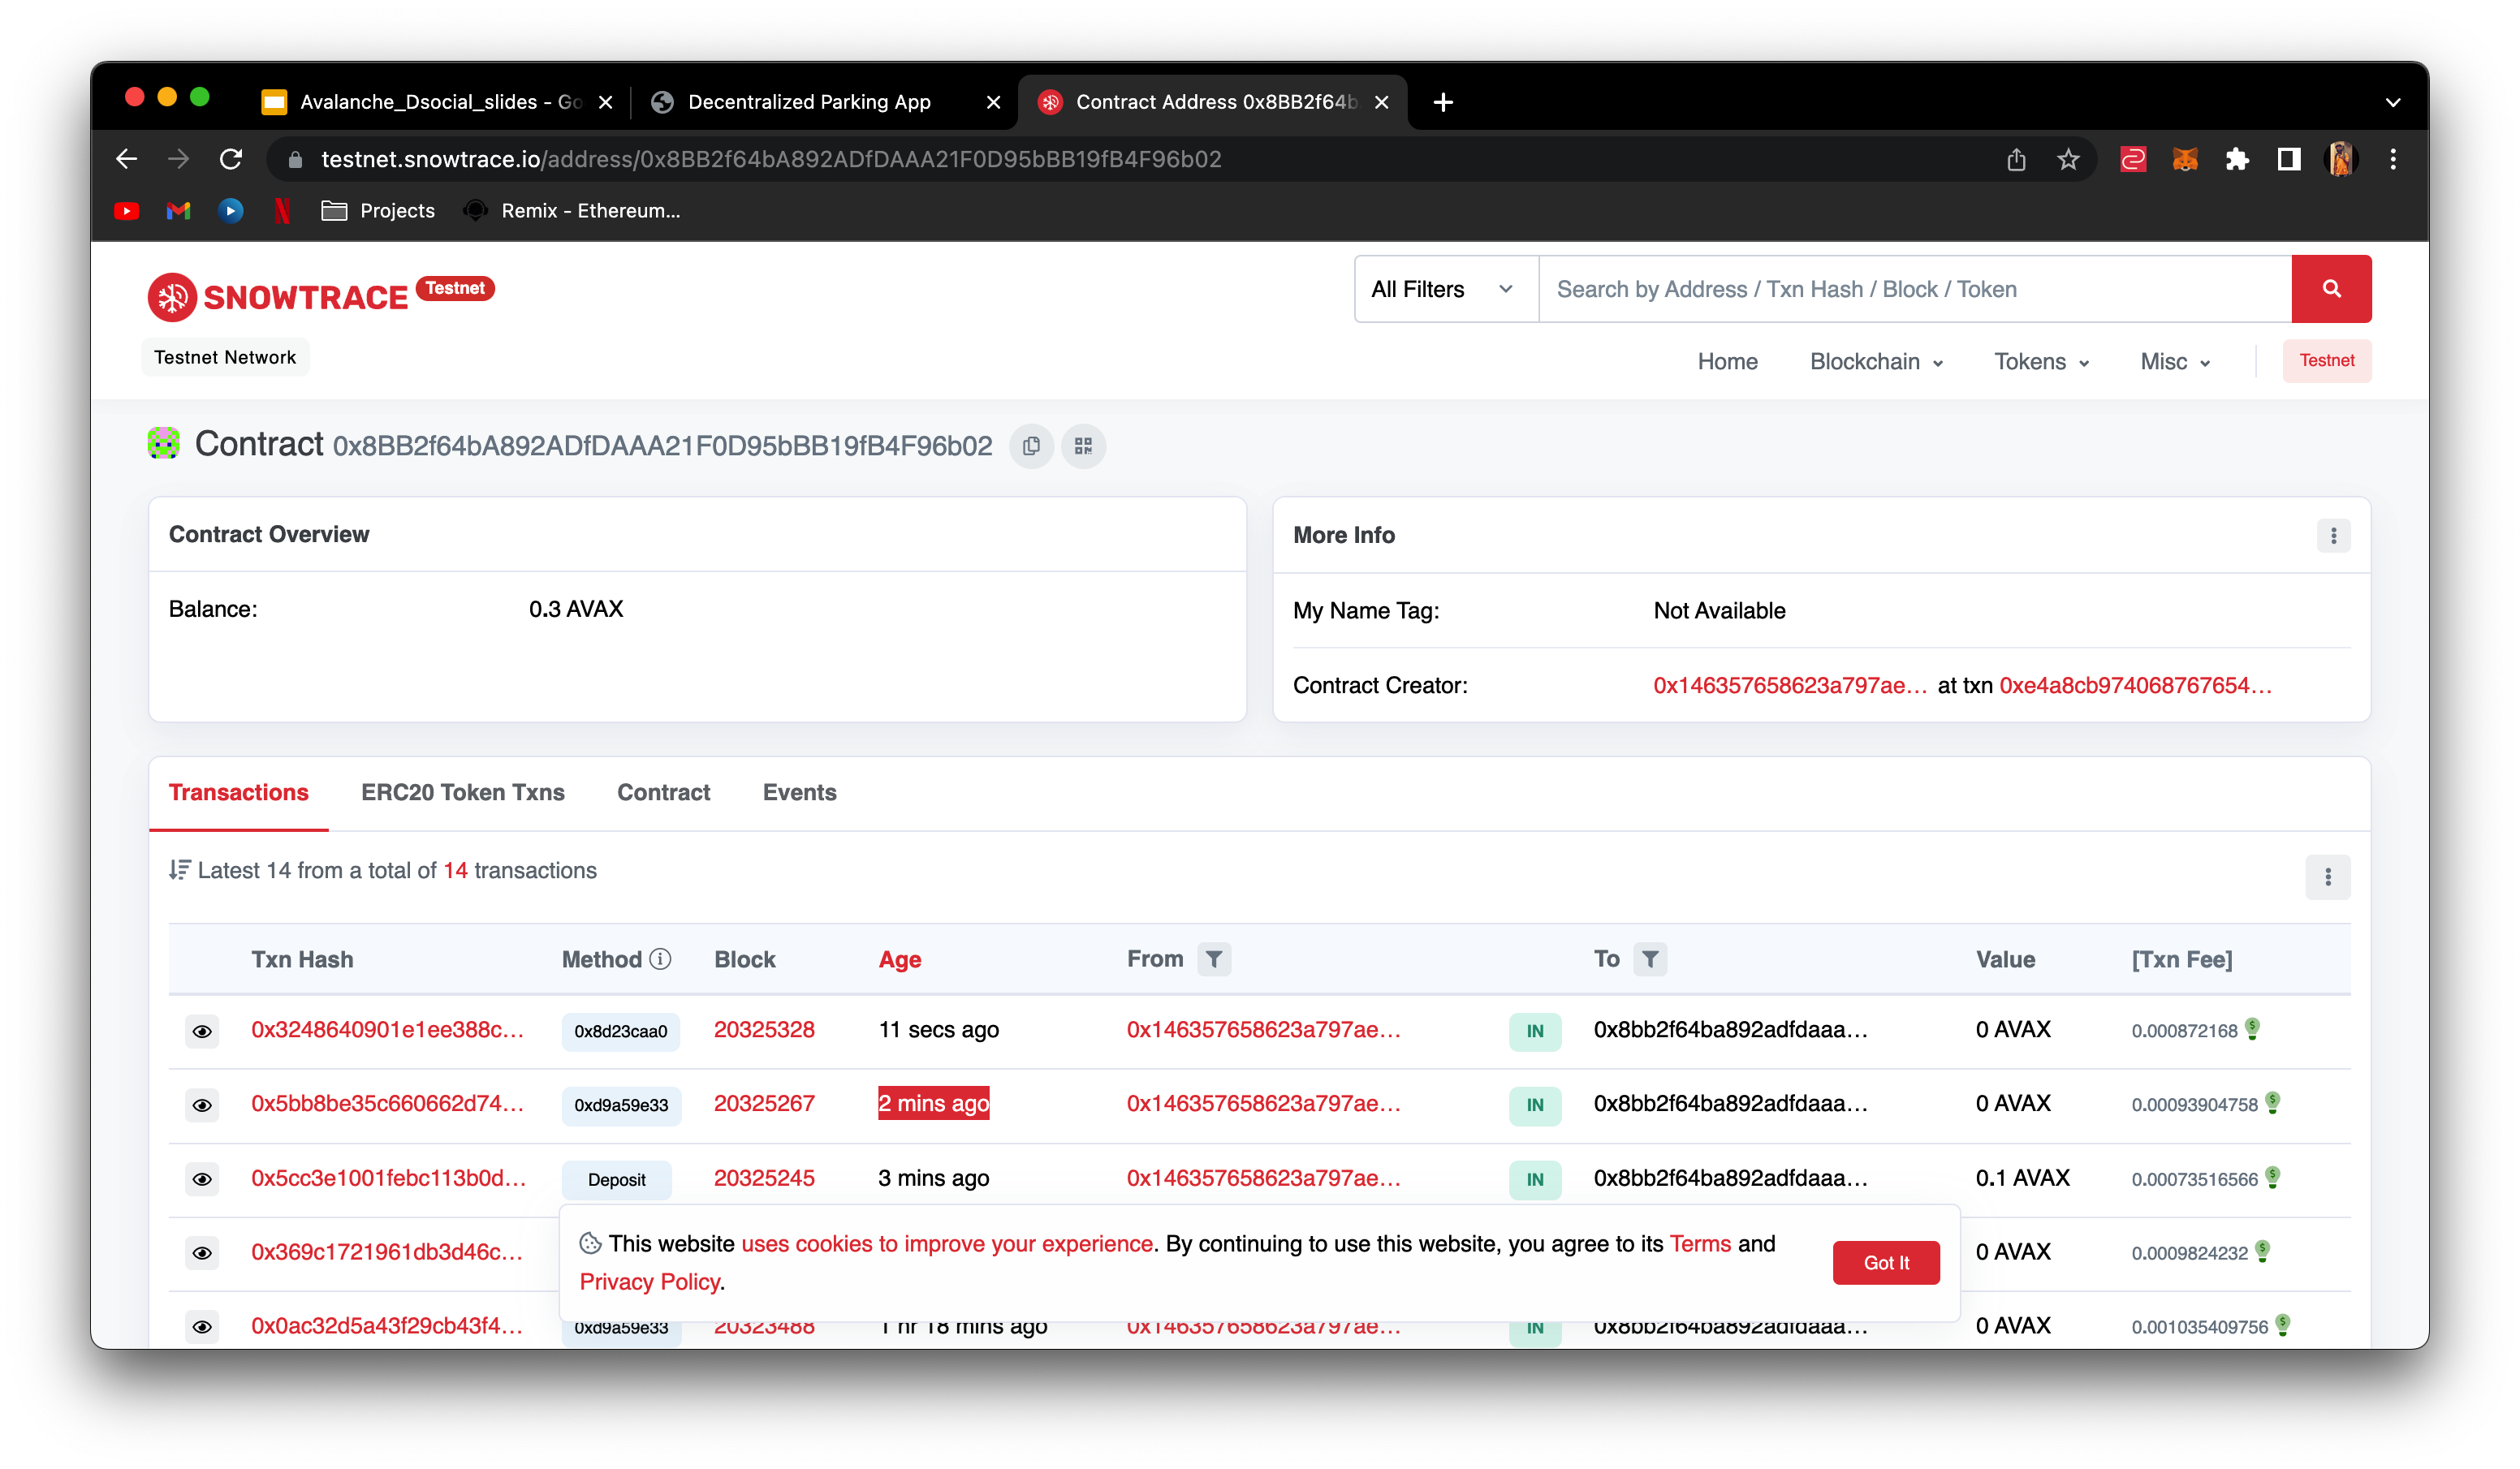 Avalanche_Dsocial_slides - Go
Decentralized Parking App
Contract Address 0x8BB2f64b
testnet.snowtrace.io/address/0x8BB2f64bA892ADfDAAA21F0D95bBB19fB4F96b02
Projects
Remix - Ethereum...
SNOWTRACE Testnet
All Filters
Search by Address / Txn Hash / Block / Token
Testnet Network
Home Blockchain Tokens Misc Testnet
Contract 0x8BB2f64bA892ADfDAAA21F0D95bBB19fB4F96b02
Contract Overview
Balance: 0.3 AVAX
More Info
My Name Tag: Not Available
Contract Creator: 0x146357658623a797ae... at txn 0xe4a8cb974068767654...
Transactions ERC20 Token Txns Contract Events
Latest 14 from a total of 14 transactions
Txn Hash Method Block Age From To Value [Txn Fee]
0x3248640901e1ee388c... 0x8d23caa0 20325328 11 secs ago 0x146357658623a797ae... IN 0x8bb2f64ba892adfdaaa... 0 AVAX 0.000872168
0x5bb8be35c660662d74... 0xd9a59e33 20325267 2 mins ago 0x146357658623a797ae... IN 0x8bb2f64ba892adfdaaa... 0 AVAX 0.00093904758
0x5cc3e1001febc113b0d... Deposit 20325245 3 mins ago 0x146357658623a797ae... IN 0x8bb2f64ba892adfdaaa... 0.1 AVAX 0.00073516566
0x369c1721961db3d46c... 0 AVAX 0.0009824232
This website uses cookies to improve your experience. By continuing to use this website, you agree to its Terms and
Privacy Policy.
Got It
0x0ac32d5a43f29cb43f4... 0xd9a59e33 20323488 1 hr 18 mins ago 0x146357658623a797ae... IN 0x8bb2f64ba892adfdaaa... 0 AVAX 0.001035409756